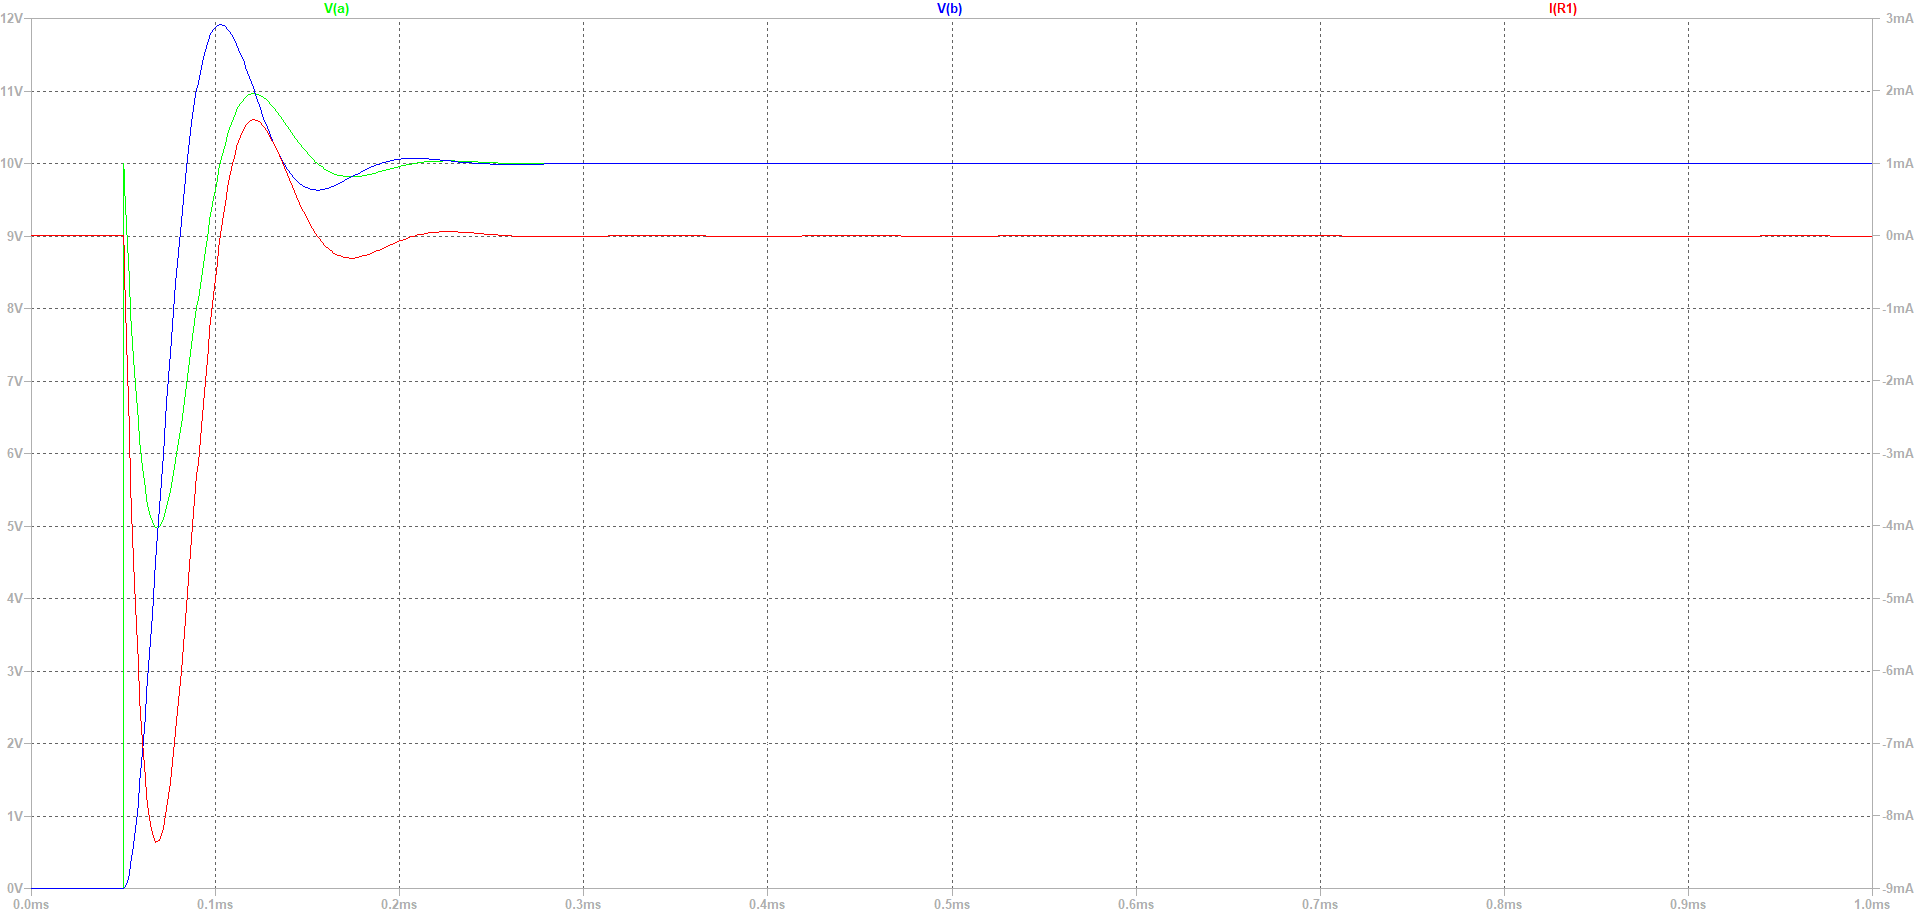 V(a) V(b) I(R1)
12V 3mA
11V 2mA
10V 1mA
9V 0mA
8V -1mA
7V -2mA
6V -3mA
5V -4mA
4V -5mA
3V -6mA
2V -7mA
1V -8mA
0V -9mA
0.0ms 0.1ms 0.2ms 0.3ms 0.4ms 0.5ms 0.6ms 0.7ms 0.8ms 0.9ms 1.0ms